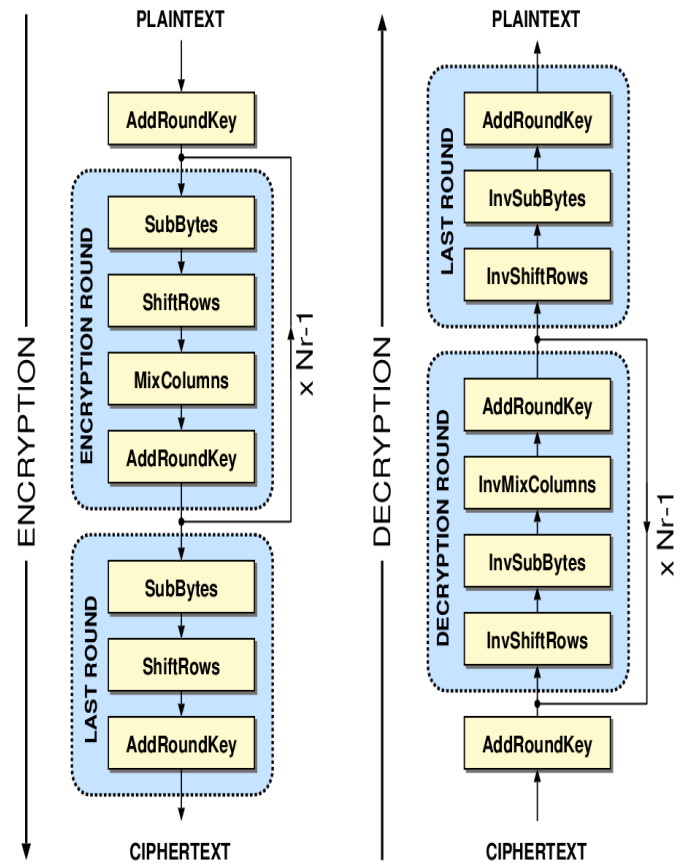 PLAINTEXT
AddRoundKey
ENCRYPTION ROUND
SubBytes
ShiftRows
MixColumns
AddRoundKey
x Nr-1
ENCRYPTION
LAST ROUND
SubBytes
ShiftRows
AddRoundKey
CIPHERTEXT
PLAINTEXT
LAST ROUND
AddRoundKey
InvSubBytes
InvShiftRows
DECRYPTION
DECRYPTION ROUND
AddRoundKey
InvMixColumns
InvSubBytes
InvShiftRows
x Nr-1
AddRoundKey
CIPHERTEXT